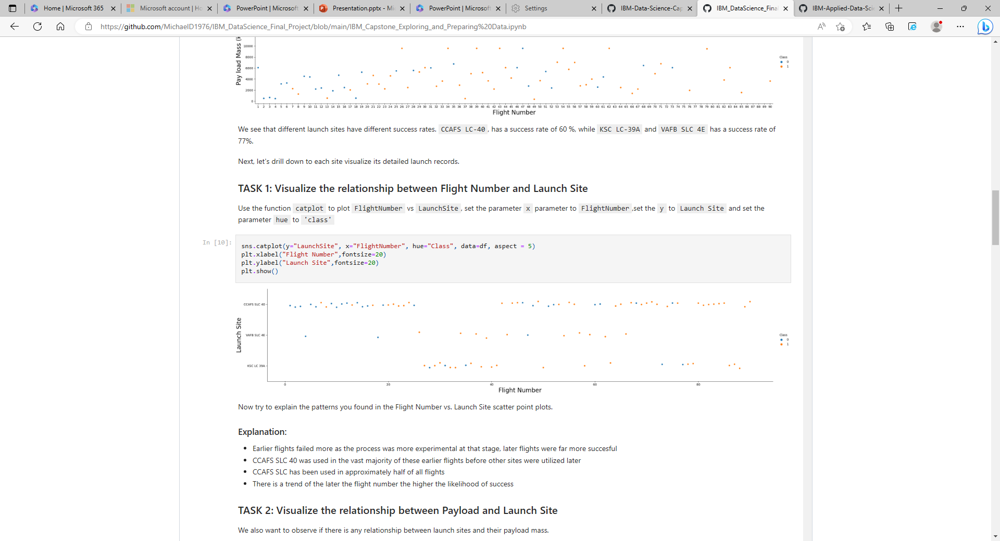 Home | Microsoft 365
Microsoft account | Ho
PowerPoint | Microsoft
Presentation.pptx - Mi
PowerPoint | Microsoft
Settings
IBM-Data-Science-Cap
IBM_DataScience_Fina
IBM-Applied-Data-Scie
https://github.com/MichaelD1976/IBM_DataScience_Final_Project/blob/main/IBM_Capstone_Exploring_and_Preparing%20Data.ipynb
Pay load Mass (k
10000
8000
6000
4000
2000
0
Class
0
1
1 2 3 4 5 6 7 8 9 10 11 12 13 14 15 16 17 18 19 20 21 22 23 24 25 26 27 28 29 30 31 32 33 34 35 36 37 38 39 40 41 42 43 44 45 46 47 48 49 50 51 52 53 54 55 56 57 58 59 60 61 62 63 64 65 66 67 68 69 70 71 72 73 74 75 76 77 78 79 80 81 82 83 84 85 86 87 88 89 90
Flight Number
We see that different launch sites have different success rates. CCAFS LC-40 , has a success rate of 60 %, while KSC LC-39A and VAFB SLC 4E has a success rate of
77%.
Next, let's drill down to each site visualize its detailed launch records.
TASK 1: Visualize the relationship between Flight Number and Launch Site
Use the function catplot to plot FlightNumber vs LaunchSite , set the parameter x parameter to FlightNumber ,set the y to Launch Site and set the
parameter hue to 'class'
In [10]:
sns.catplot(y="LaunchSite", x="FlightNumber", hue="Class", data=df, aspect = 5)
plt.xlabel("Flight Number",fontsize=20)
plt.ylabel("Launch Site",fontsize=20)
plt.show()
Launch Site
CCAFS SLC 40
VAFB SLC 4E
KSC LC 39A
Class
0
1
0 20 40 60 80
Flight Number
Now try to explain the patterns you found in the Flight Number vs. Launch Site scatter point plots.
Explanation:
Earlier flights failed more as the process was more experimental at that stage, later flights were far more succesful
CCAFS SLC 40 was used in the vast majority of these earlier flights before other sites were utilized later
CCAFS SLC has been used in approximately half of all flights
There is a trend of the later the flight number the higher the likelihood of success
TASK 2: Visualize the relationship between Payload and Launch Site
We also want to observe if there is any relationship between launch sites and their payload mass.